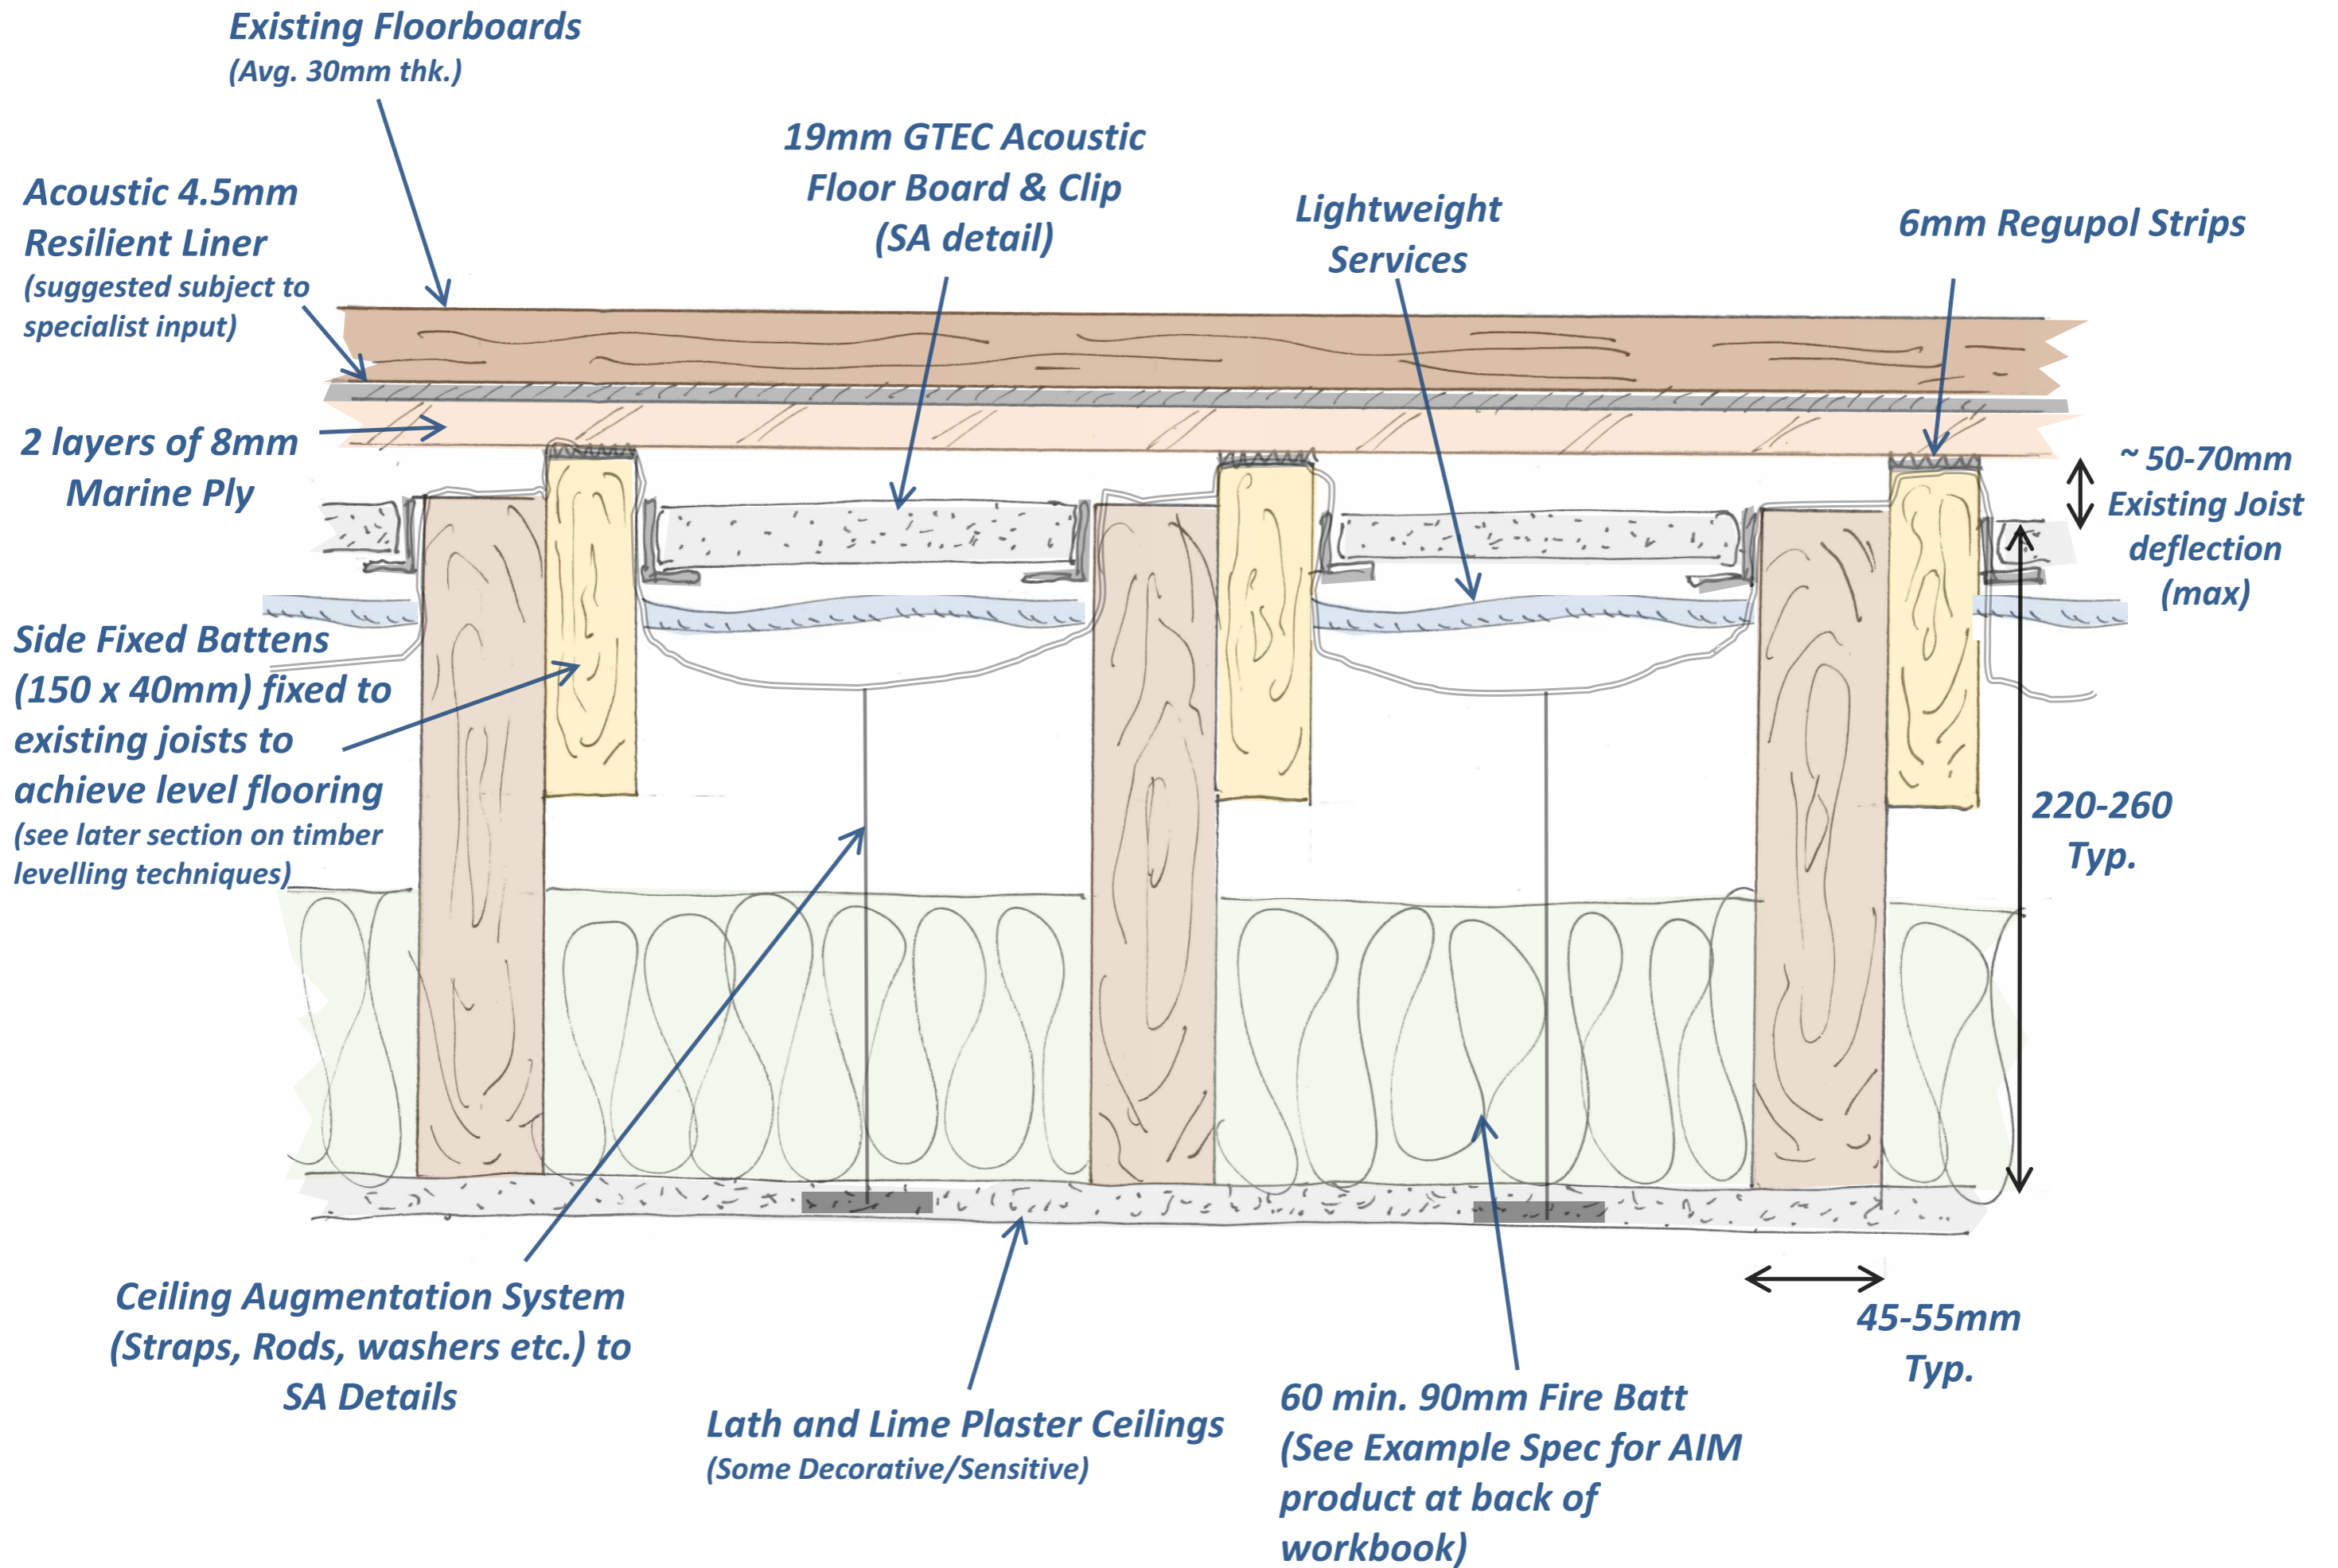 Existing Floorboards
(Avg. 30mm thk.)
19mm GTEC Acoustic
Floor Board & Clip
(SA detail)
Acoustic 4.5mm
Resilient Liner
(suggested subject to
specialist input)
Lightweight
Services
6mm Regupol Strips
2 layers of 8mm
Marine Ply
~ 50-70mm
Existing Joist
deflection
(max)
Side Fixed Battens
(150 x 40mm) fixed to
existing joists to
achieve level flooring
(see later section on timber
levelling techniques)
220-260
Typ.
Ceiling Augmentation System
(Straps, Rods, washers etc.) to
SA Details
45-55mm
Typ.
Lath and Lime Plaster Ceilings
(Some Decorative/Sensitive)
60 min. 90mm Fire Batt
(See Example Spec for AIM
product at back of
workbook)